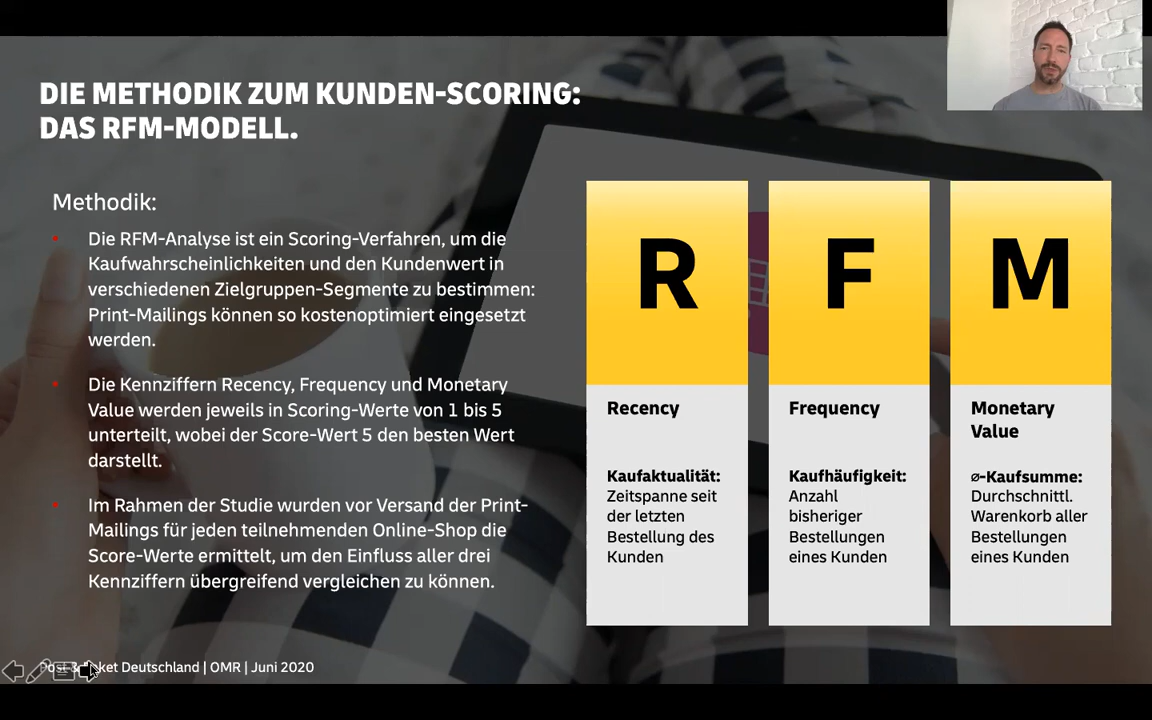 DIE METHODIK ZUM KUNDEN-SCORING:
DAS RFM-MODELL.
Methodik:
• Die RFM-Analyse ist ein Scoring-Verfahren, um die
Kaufwahrscheinlichkeiten und den Kundenwert in
verschiedenen Zielgruppen-Segmente zu bestimmen:
Print-Mailings können so kostenoptimiert eingesetzt
werden.
• Die Kennziffern Recency, Frequency und Monetary
Value werden jeweils in Scoring-Werte von 1 bis 5
unterteilt, wobei der Score-Wert 5 den besten Wert
darstellt.
• Im Rahmen der Studie wurden vor Versand der Print-
Mailings für jeden teilnehmenden Online-Shop die
Score-Werte ermittelt, um den Einfluss aller drei
Kennziffern übergreifend vergleichen zu können.
R
Recency
Kaufaktualität:
Zeitspanne seit
der letzten
Bestellung des
Kunden
F
Frequency
Kaufhäufigkeit:
Anzahl
bisheriger
Bestellungen
eines Kunden
M
Monetary
Value
ø-Kaufsumme:
Durchschnittl.
Warenkorb aller
Bestellungen
eines Kunden
Deutschland | OMR | Juni 2020